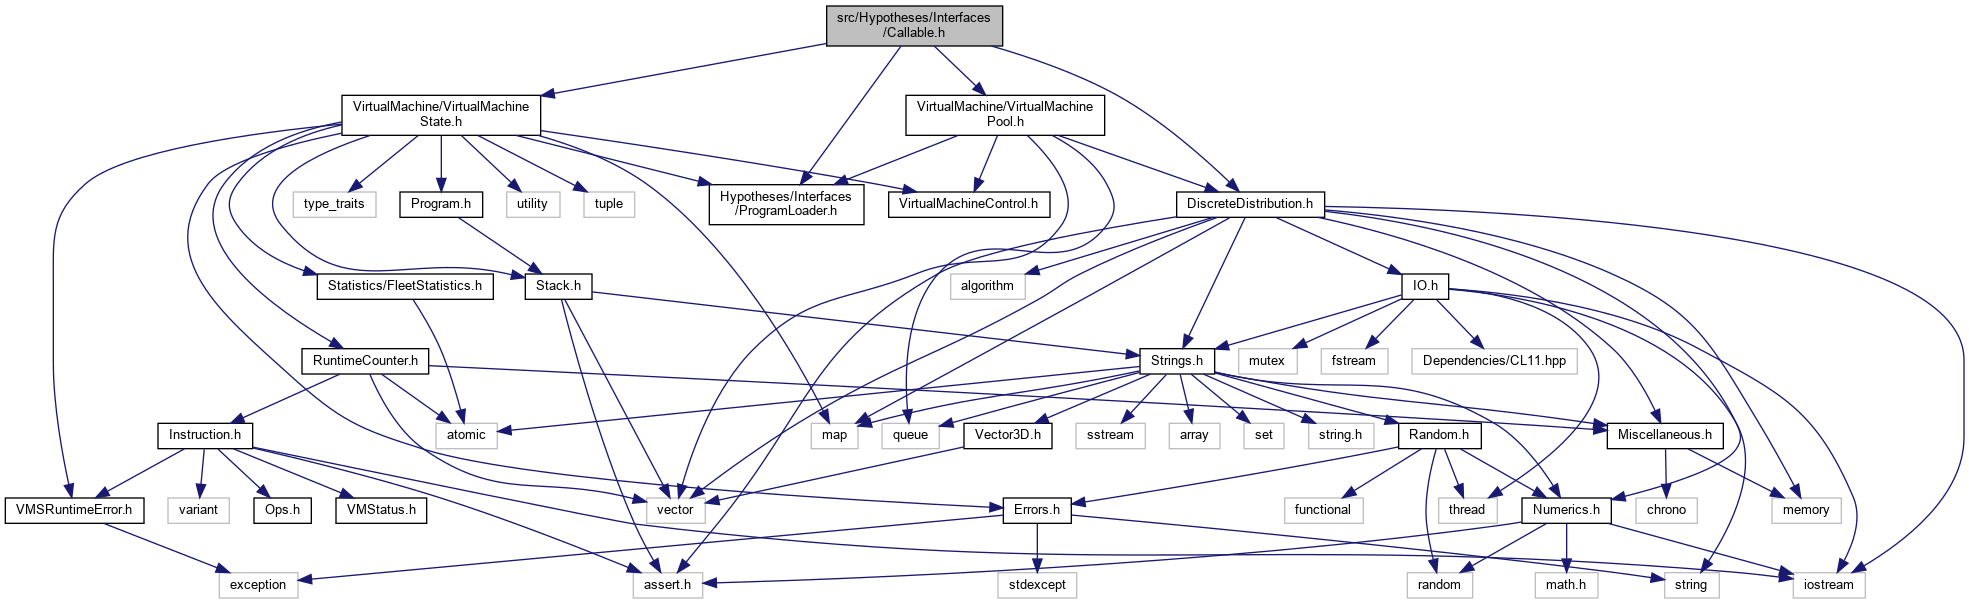 src/Hypotheses/Interfaces
/Callable.h
VirtualMachine/VirtualMachine
State.h
VirtualMachine/VirtualMachine
Pool.h
type_traits
Program.h
utility
tuple
Hypotheses/Interfaces
/ProgramLoader.h
VirtualMachineControl.h
DiscreteDistribution.h
Statistics/FleetStatistics.h
Stack.h
algorithm
IO.h
RuntimeCounter.h
Strings.h
mutex
fstream
Dependencies/CL11.hpp
Instruction.h
atomic
map
queue
Vector3D.h
sstream
array
set
string.h
Random.h
Miscellaneous.h
VMSRuntimeError.h
variant
Ops.h
VMStatus.h
vector
Errors.h
functional
thread
Numerics.h
chrono
memory
exception
assert.h
stdexcept
random
math.h
string
iostream